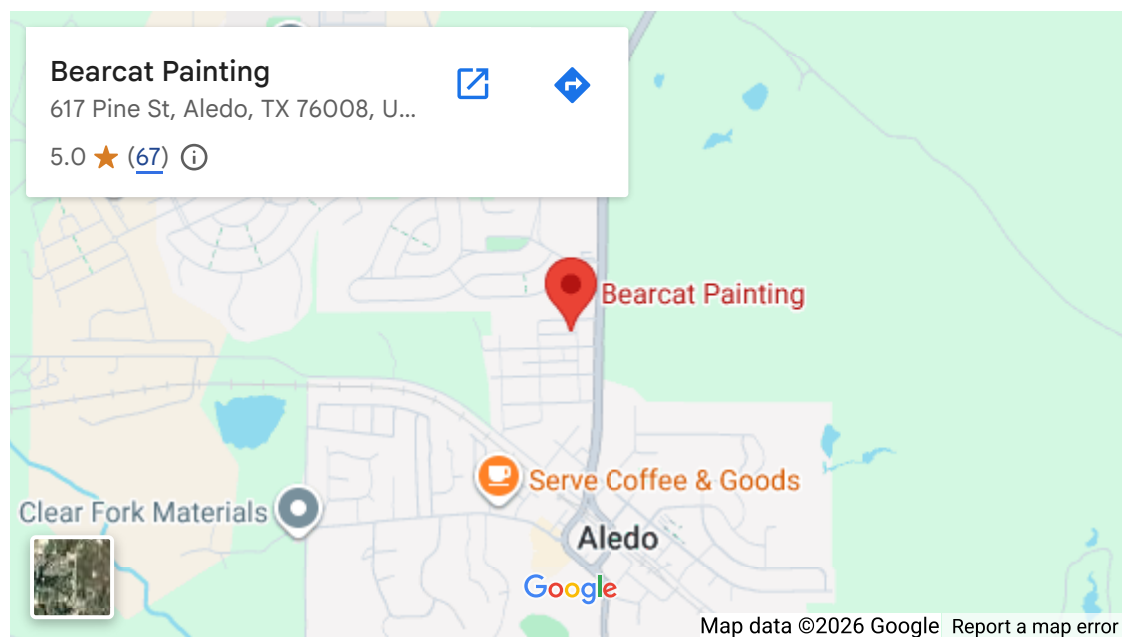 Bearcat Painting
617 Pine St, Aledo, TX 76008, U...
5.0 ★ (67)
Bearcat Painting
Serve Coffee & Goods
Clear Fork Materials
Aledo
Google
Map data ©2026 Google
Report a map error